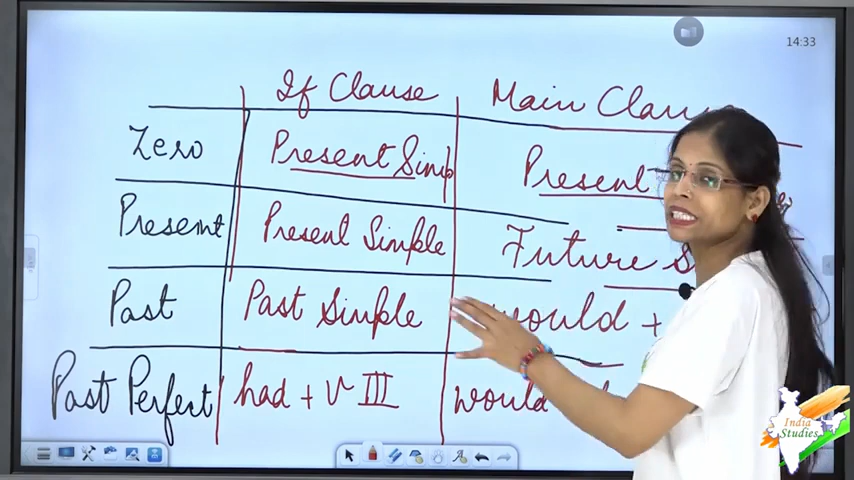 14:33
If Clause Main Clau
Zero Present Simp Present
Present Present Simple Future S
Past Past Simple would +
Past Perfect had + V III would
India
Studies